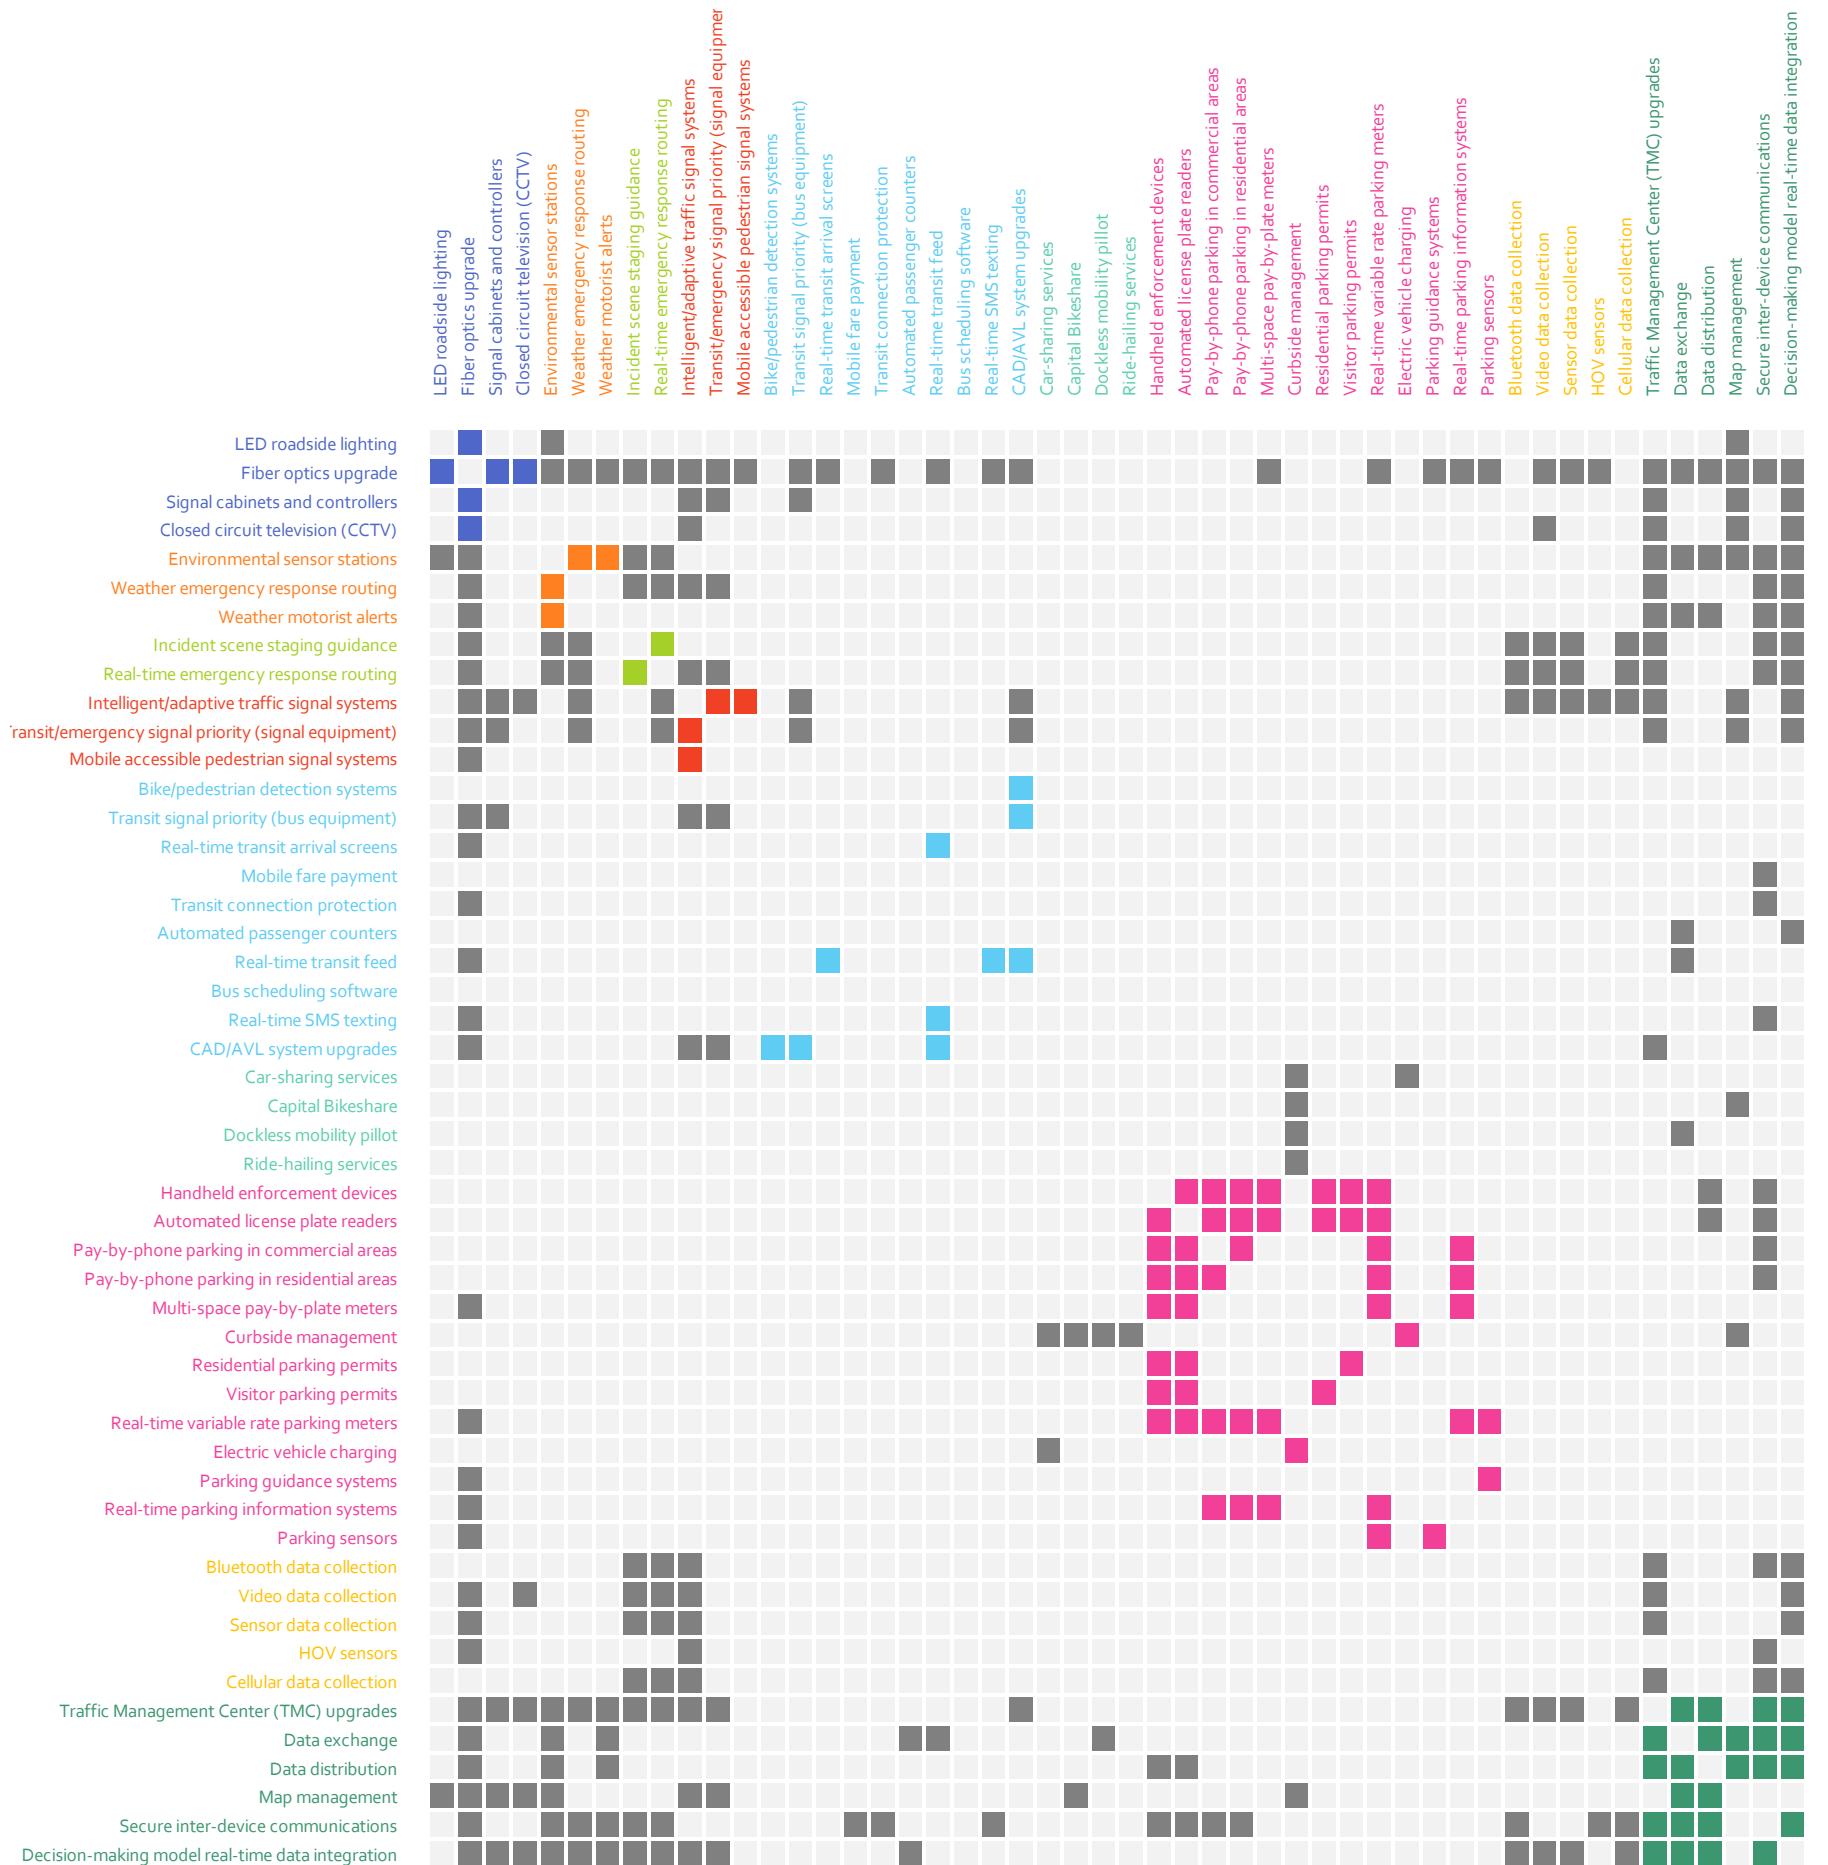 LED roadside lighting
Fiber optics upgrade
Signal cabinets and controllers
Closed circuit television (CCTV)
Environmental sensor stations
Weather emergency response routing
Weather motorist alerts
Incident scene staging guidance
Real-time emergency response routing
Intelligent/adaptive traffic signal systems
Transit/emergency signal priority (signal equipmer
Mobile accessible pedestrian signal systems
Bike/pedestrian detection systems
Transit signal priority (bus equipment)
Real-time transit arrival screens
Mobile fare payment
Transit connection protection
Automated passenger counters
Real-time transit feed
Bus scheduling software
Real-time SMS texting
CAD/AVL system upgrades
Car-sharing services
Capital Bikeshare
Dockless mobility pillot
Ride-hailing services
Handheld enforcement devices
Automated license plate readers
Pay-by-phone parking in commercial areas
Pay-by-phone parking in residential areas
Multi-space pay-by-plate meters
Curbside management
Residential parking permits
Visitor parking permits
Real-time variable rate parking meters
Electric vehicle charging
Parking guidance systems
Real-time parking information systems
Parking sensors
Bluetooth data collection
Video data collection
Sensor data collection
HOV sensors
Cellular data collection
Traffic Management Center (TMC) upgrades
Data exchange
Data distribution
Map management
Secure inter-device communications
Decision-making model real-time data integration
LED roadside lighting
Fiber optics upgrade
Signal cabinets and controllers
Closed circuit television (CCTV)
Environmental sensor stations
Weather emergency response routing
Weather motorist alerts
Incident scene staging guidance
Real-time emergency response routing
Intelligent/adaptive traffic signal systems
ransit/emergency signal priority (signal equipment)
Mobile accessible pedestrian signal systems
Bike/pedestrian detection systems
Transit signal priority (bus equipment)
Real-time transit arrival screens
Mobile fare payment
Transit connection protection
Automated passenger counters
Real-time transit feed
Bus scheduling software
Real-time SMS texting
CAD/AVL system upgrades
Car-sharing services
Capital Bikeshare
Dockless mobility pillot
Ride-hailing services
Handheld enforcement devices
Automated license plate readers
Pay-by-phone parking in commercial areas
Pay-by-phone parking in residential areas
Multi-space pay-by-plate meters
Curbside management
Residential parking permits
Visitor parking permits
Real-time variable rate parking meters
Electric vehicle charging
Parking guidance systems
Real-time parking information systems
Parking sensors
Bluetooth data collection
Video data collection
Sensor data collection
HOV sensors
Cellular data collection
Traffic Management Center (TMC) upgrades
Data exchange
Data distribution
Map management
Secure inter-device communications
Decision-making model real-time data integration